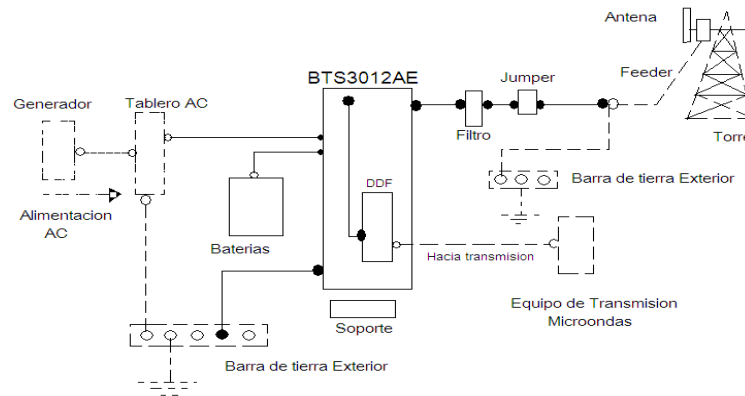 Antena
BTS3012AE
Jumper
Feeder
Generador
Tablero AC
Filtro
Torre
DDF
Barra de tierra Exterior
Alimentacion
AC
Baterias
Hacia transmision
Equipo de Transmision
Microondas
Soporte
Barra de tierra Exterior